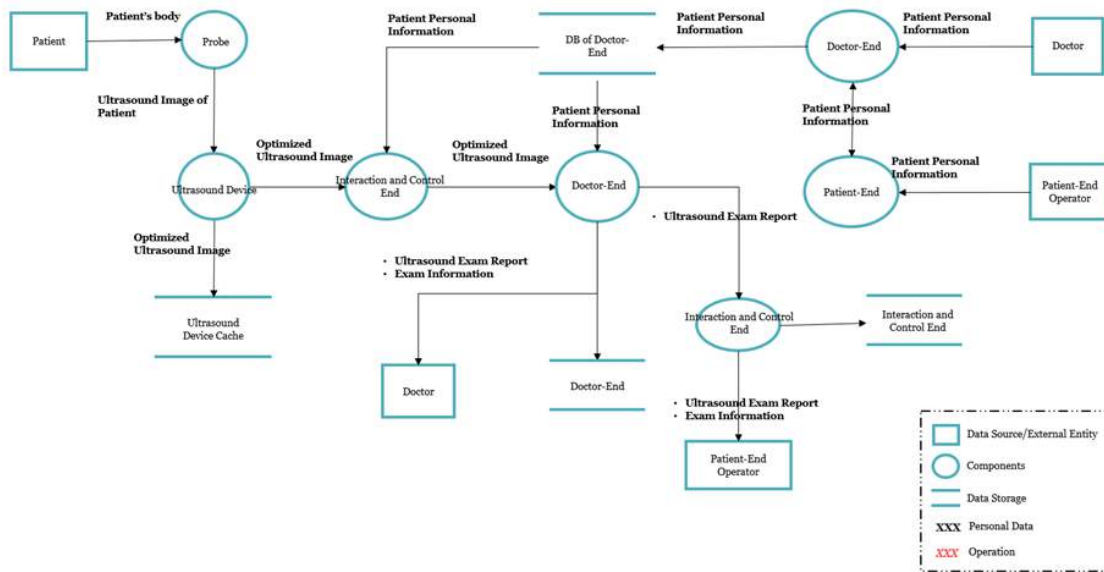 Patient's body
Patient
Probe
Ultrasound Image of
Patient
Patient Personal
Information
DB of Doctor-
End
Patient Personal
Information
Doctor-End
Patient Personal
Information
Doctor
Patient Personal
Information
Patient Personal
Information
Optimized
Ultrasound Image
Optimized
Ultrasound Image
Patient Personal
Information
Ultrasound Device
Interaction and Control
End
Doctor-End
Patient-End
Patient-End
Operator
Optimized
Ultrasound Image
• Ultrasound Exam Report
• Ultrasound Exam Report
• Exam Information
Ultrasound
Device Cache
Interaction and Control
End
Interaction and
Control End
Doctor
Doctor-End
• Ultrasound Exam Report
• Exam Information
Patient-End
Operator
Data Source/External Entity
Components
Data Storage
XXX Personal Data
XXX Operation